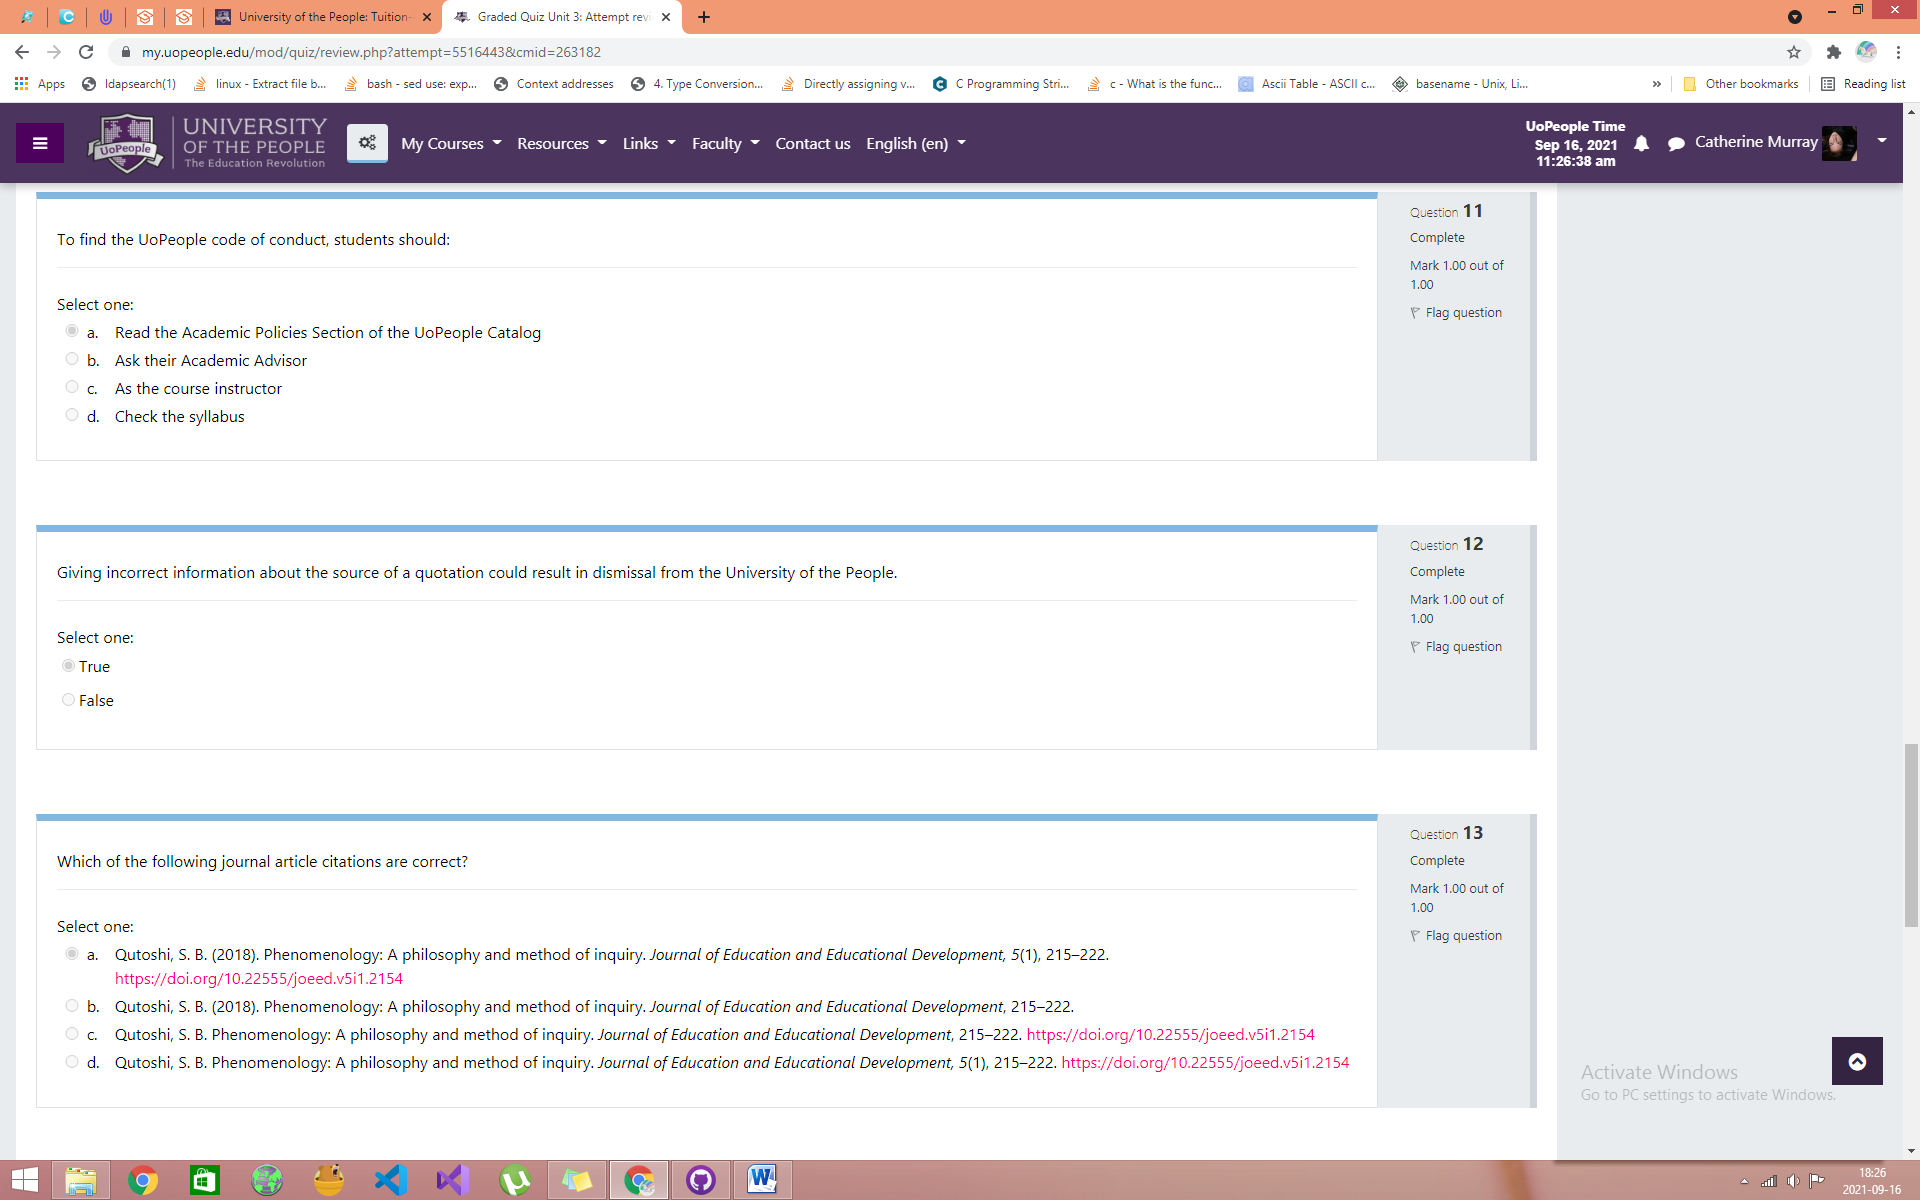 University of the People: Tuition-
Graded Quiz Unit 3: Attempt revi
my.uopeople.edu/mod/quiz/review.php?attempt=5516443&cmid=263182
Apps
ldapsearch(1)
linux - Extract file b...
bash - sed use: exp...
Context addresses
4. Type Conversion...
Directly assigning v...
C Programming Stri...
c - What is the func...
Ascii Table - ASCII c...
basename - Unix, Li...
»
Other bookmarks
Reading list
UoPeople
UNIVERSITY
OF THE PEOPLE
The Education Revolution
My Courses
Resources
Links
Faculty
Contact us
English (en)
UoPeople Time
Sep 16, 2021
11:26:38 am
Catherine Murray
To find the UoPeople code of conduct, students should:
Select one:
a. Read the Academic Policies Section of the UoPeople Catalog
b. Ask their Academic Advisor
c. As the course instructor
d. Check the syllabus
Question 11
Complete
Mark 1.00 out of
1.00
Flag question
Giving incorrect information about the source of a quotation could result in dismissal from the University of the People.
Select one:
True
False
Question 12
Complete
Mark 1.00 out of
1.00
Flag question
Which of the following journal article citations are correct?
Select one:
a. Qutoshi, S. B. (2018). Phenomenology: A philosophy and method of inquiry. Journal of Education and Educational Development, 5(1), 215–222.
https://doi.org/10.22555/joeed.v5i1.2154
b. Qutoshi, S. B. (2018). Phenomenology: A philosophy and method of inquiry. Journal of Education and Educational Development, 215–222.
c. Qutoshi, S. B. Phenomenology: A philosophy and method of inquiry. Journal of Education and Educational Development, 215–222. https://doi.org/10.22555/joeed.v5i1.2154
d. Qutoshi, S. B. Phenomenology: A philosophy and method of inquiry. Journal of Education and Educational Development, 5(1), 215–222. https://doi.org/10.22555/joeed.v5i1.2154
Question 13
Complete
Mark 1.00 out of
1.00
Flag question
Activate Windows
Go to PC settings to activate Windows.
18:26
2021-09-16